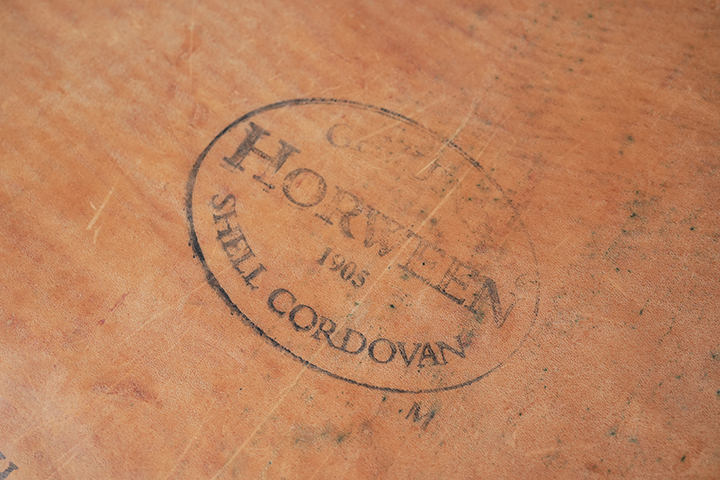 HORWEEN
1905
SHELL CORDOVAN
M